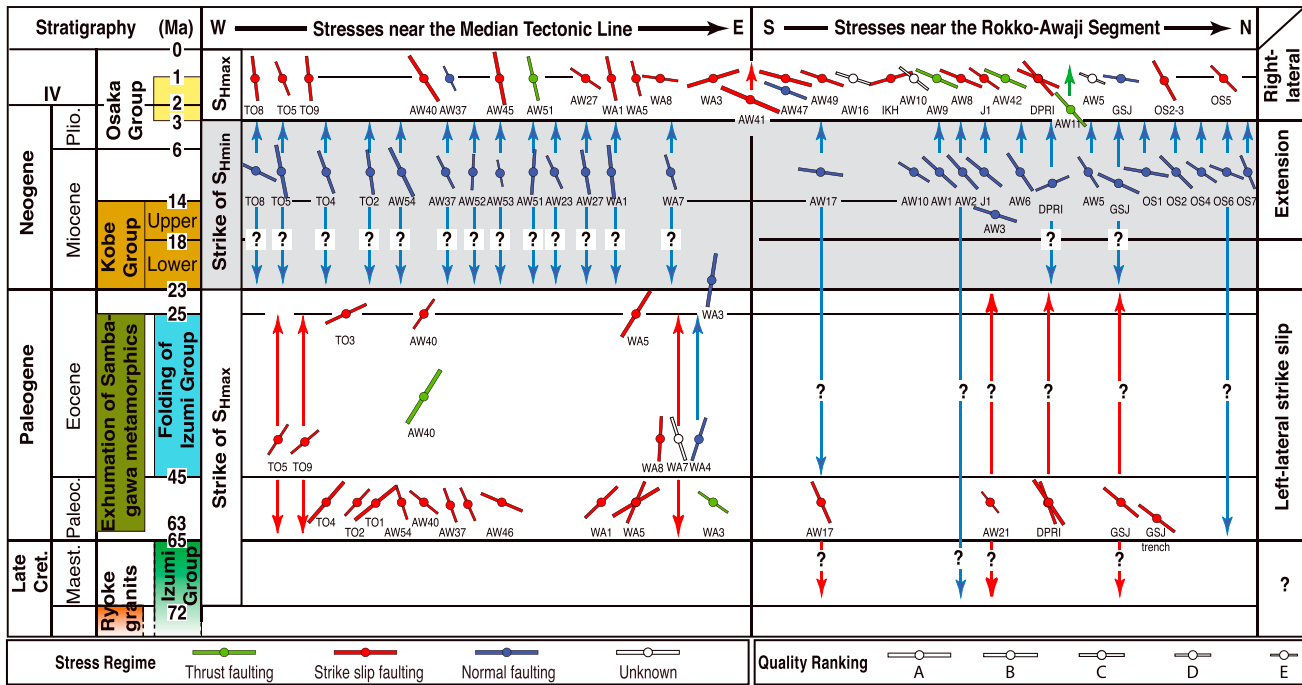 Stratigraphy (Ma) W Stresses near the Median Tectonic Line E S Stresses near the Rokko-Awaji Segment N
0
IV
Osaka Group
1
2
3
Plio.
6
Neogene
Miocene
14
Kobe Group
Upper
18
Lower
23
25
Paleogene
Eocene
Exhumation of Samba-
gawa metamorphics
Folding of
Izumi Group
45
Paleoc.
63
65
Late Cret.
Maest.
Ryoke granits
Izumi Group
72
SHmax
Strike of SHmin
Strike of SHmax
TO8 TO5 TO9 AW40 AW37 AW45 AW51 AW27 WA1 WA5 WA8 WA3 AW41 AW47 AW49 AW16 IKH AW10 AW9 AW8 J1 AW42 DPRI AW11 AW5 GSJ OS2-3 OS5
TO8 TO5 TO4 TO2 AW54 AW37 AW52 AW53 AW51 AW23 AW27 WA1 WA7 AW17 AW10 AW1 AW2 J1 AW6 DPRI AW5 GSJ OS1 OS2 OS4 OS6 OS7
AW3
? ? ? ? ? ? ? ? ? ? ? ? ? ? ?
WA3
TO3 AW40 WA5
AW40
? ? ? ? ? ?
TO5 TO9 WA8 WA7 WA4
TO4 TO2 TO1 AW54 AW40 AW37 AW46 WA1 WA5 WA3 AW17 AW21 DPRI GSJ GSJ
trench
? ? ? ?
Right-
lateral
Extension
Left-lateral strike slip
?
Stress Regime
Thrust faulting
Strike slip faulting
Normal faulting
Unknown
Quality Ranking
A B C D E